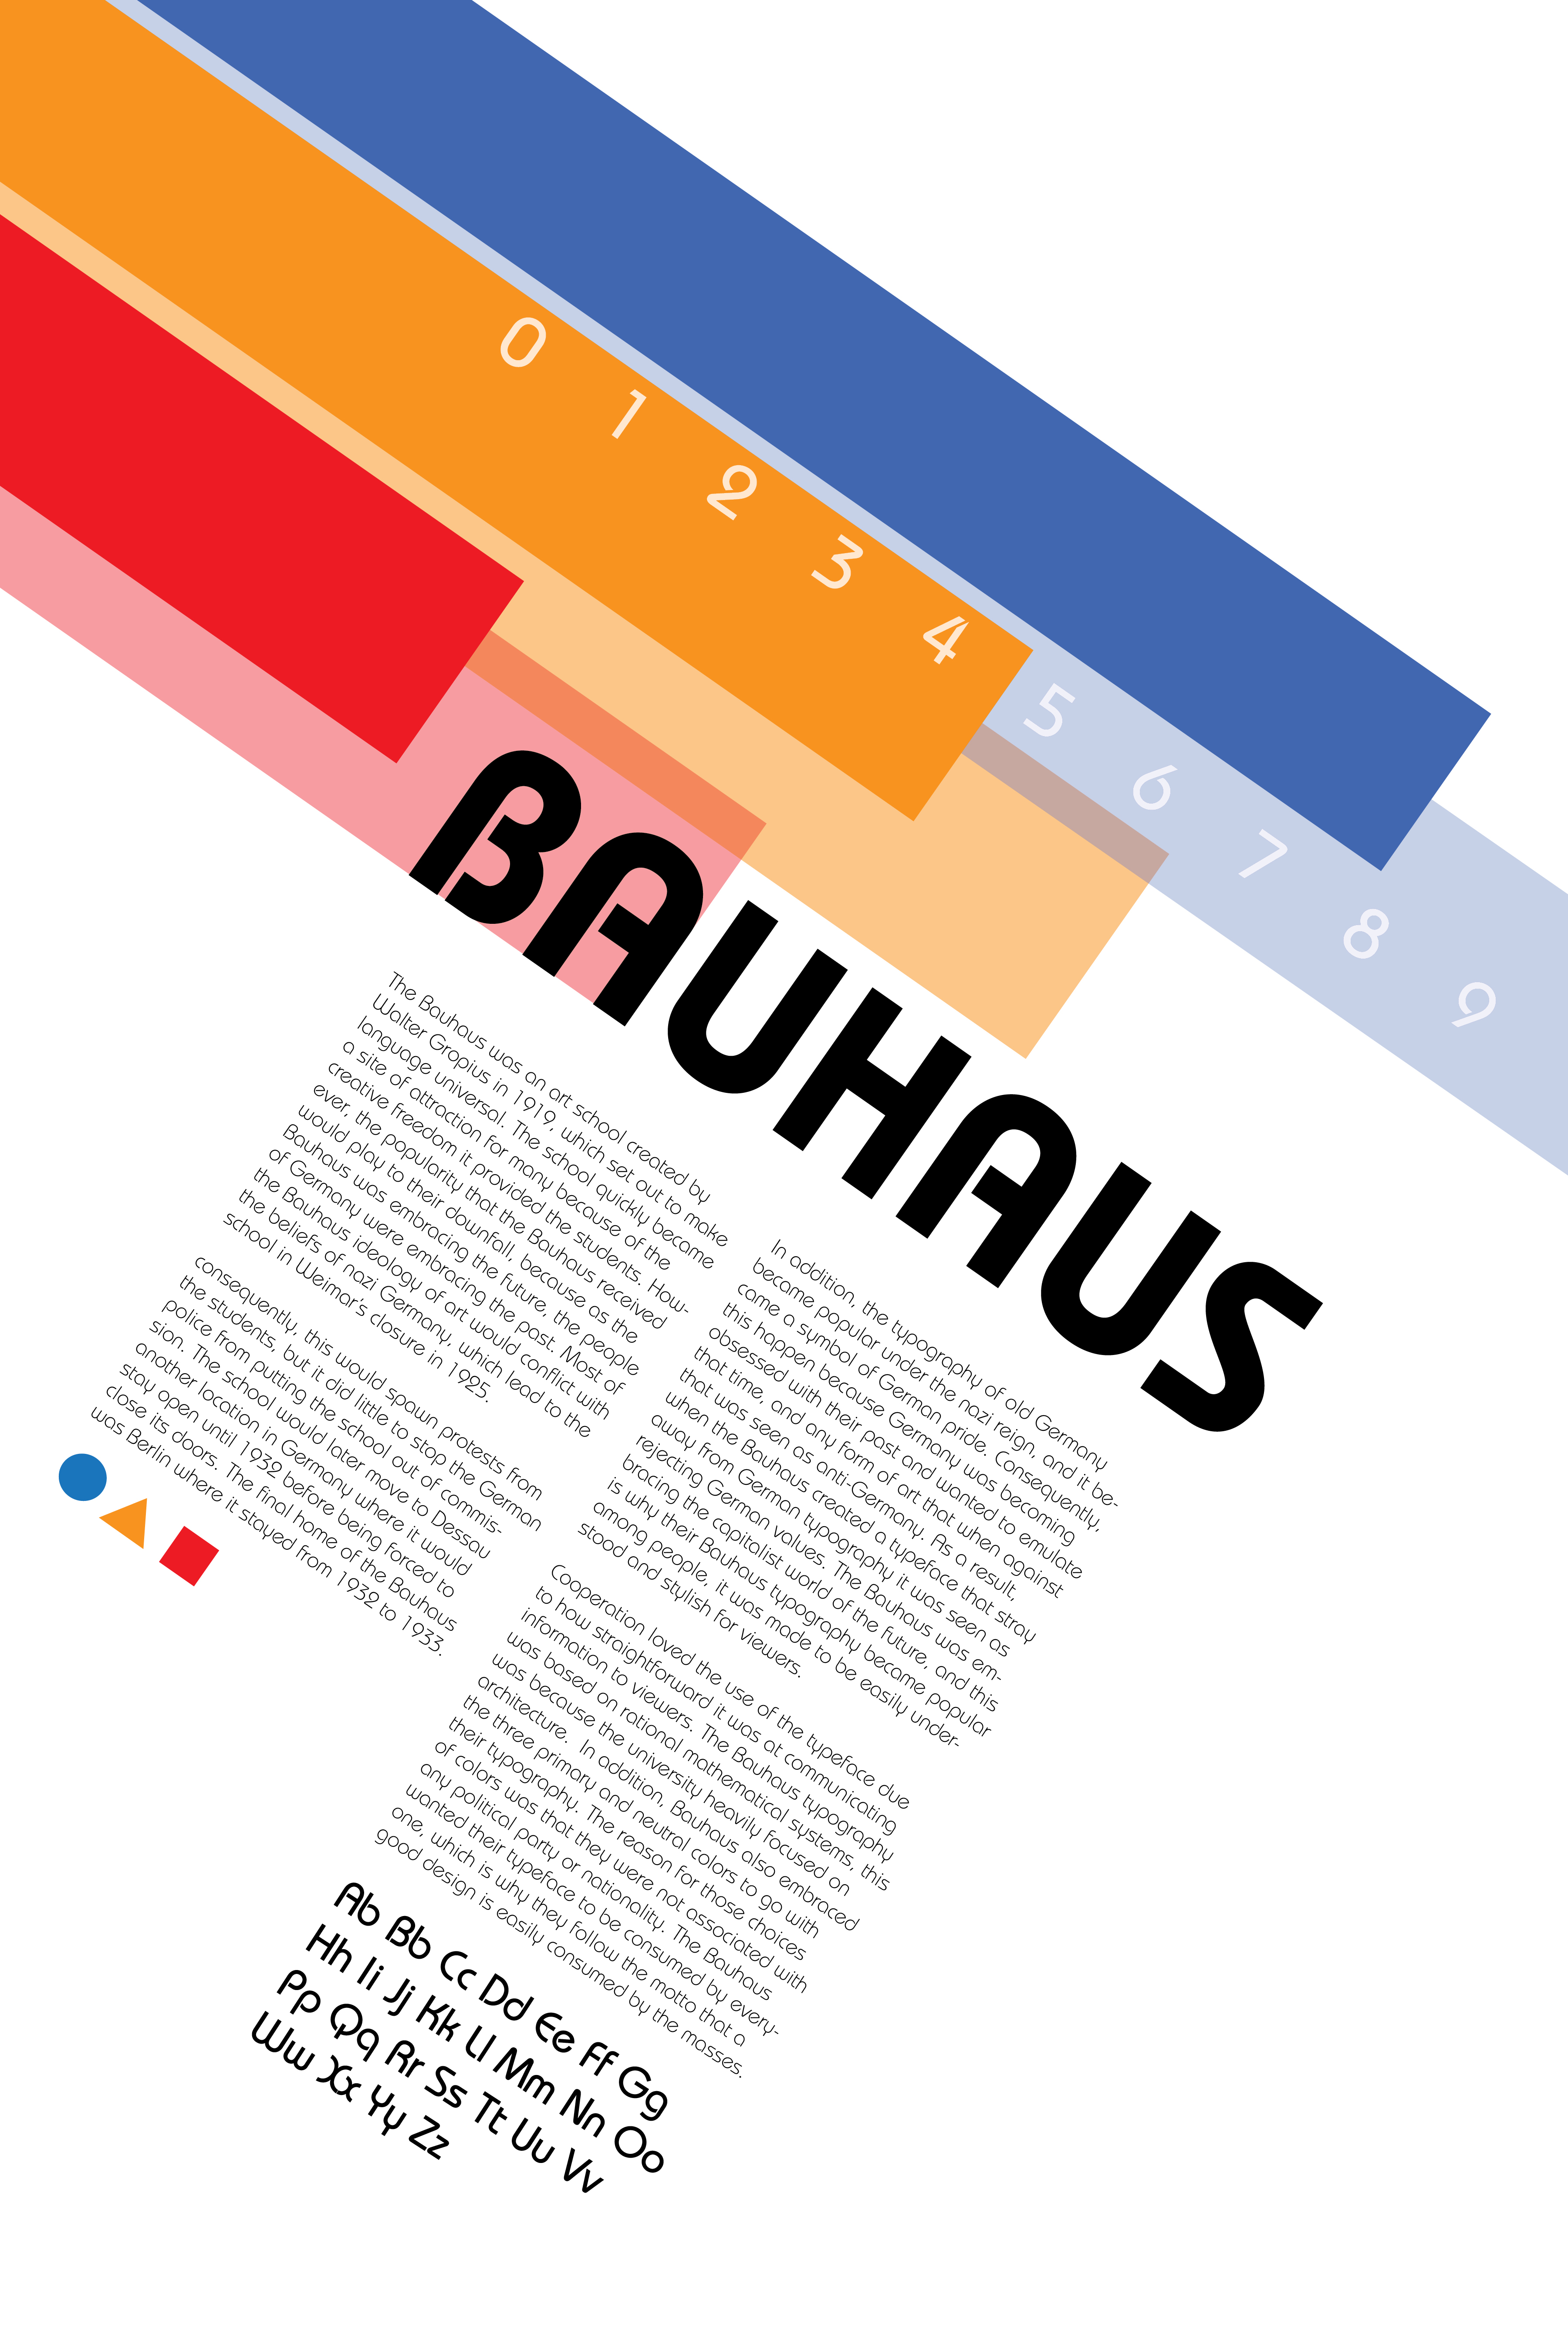 0 1 2 3 4 5 6 7 8 9
BAUHAUS
The Bauhaus was an art school created by
Walter Gropius in 1919, which set out to make
language universal. The school quickly became
a site of attraction for many because of the
creative freedom it provided the students. How-
ever, the popularity that the Bauhaus received
would play to their downfall, because as the
Bauhaus was embracing the future, the people
of Germany were embracing the past. Most of
the Bauhaus ideology of art would conflict with
the beliefs of nazi Germany, which lead to the
school in Weimar's closure in 1925.
consequently, this would spawn protests from
the students, but it did little to stop the German
police from putting the school out of commis-
sion. The school would later move to Dessau
another location in Germany where it would
stay open until 1932 before being forced to
close its doors. The final home of the Bauhaus
was Berlin where it stayed from 1932 to 1933.
In addition, the typography of old Germany
became popular under the nazi reign, and it be-
came a symbol of German pride. Consequently,
this happen because Germany was becoming
obsessed with their past and wanted to emulate
that time, and any form of art that when against
that was seen as anti-Germany. As a result,
when the Bauhaus created a typeface that stray
away from German typography it was seen as
rejecting German values. The Bauhaus was em-
bracing the capitalist world of the future, and this
is why their Bauhaus typography became popular
among people, it was made to be easily under-
stood and stylish for viewers.
Cooperation loved the use of the typeface due
to how straightforward it was at communicating
information to viewers. The Bauhaus typography
was based on rational mathematical systems, this
was because the university heavily focused on
architecture. In addition, Bauhaus also embraced
the three primary and neutral colors to go with
their typography. The reason for those choices
of colors was that they were not associated with
any political party or nationality. The Bauhaus
wanted their typeface to be consumed by every-
one, which is why they follow the motto that a
good design is easily consumed by the masses.
Ab Bb Cc Dd Ee Ff Gg
Hh Ii Jj Kk Ll Mm Nn Oo
Pp Qq Rr Ss Tt Uu Vv
Ww Xx Yy Zz